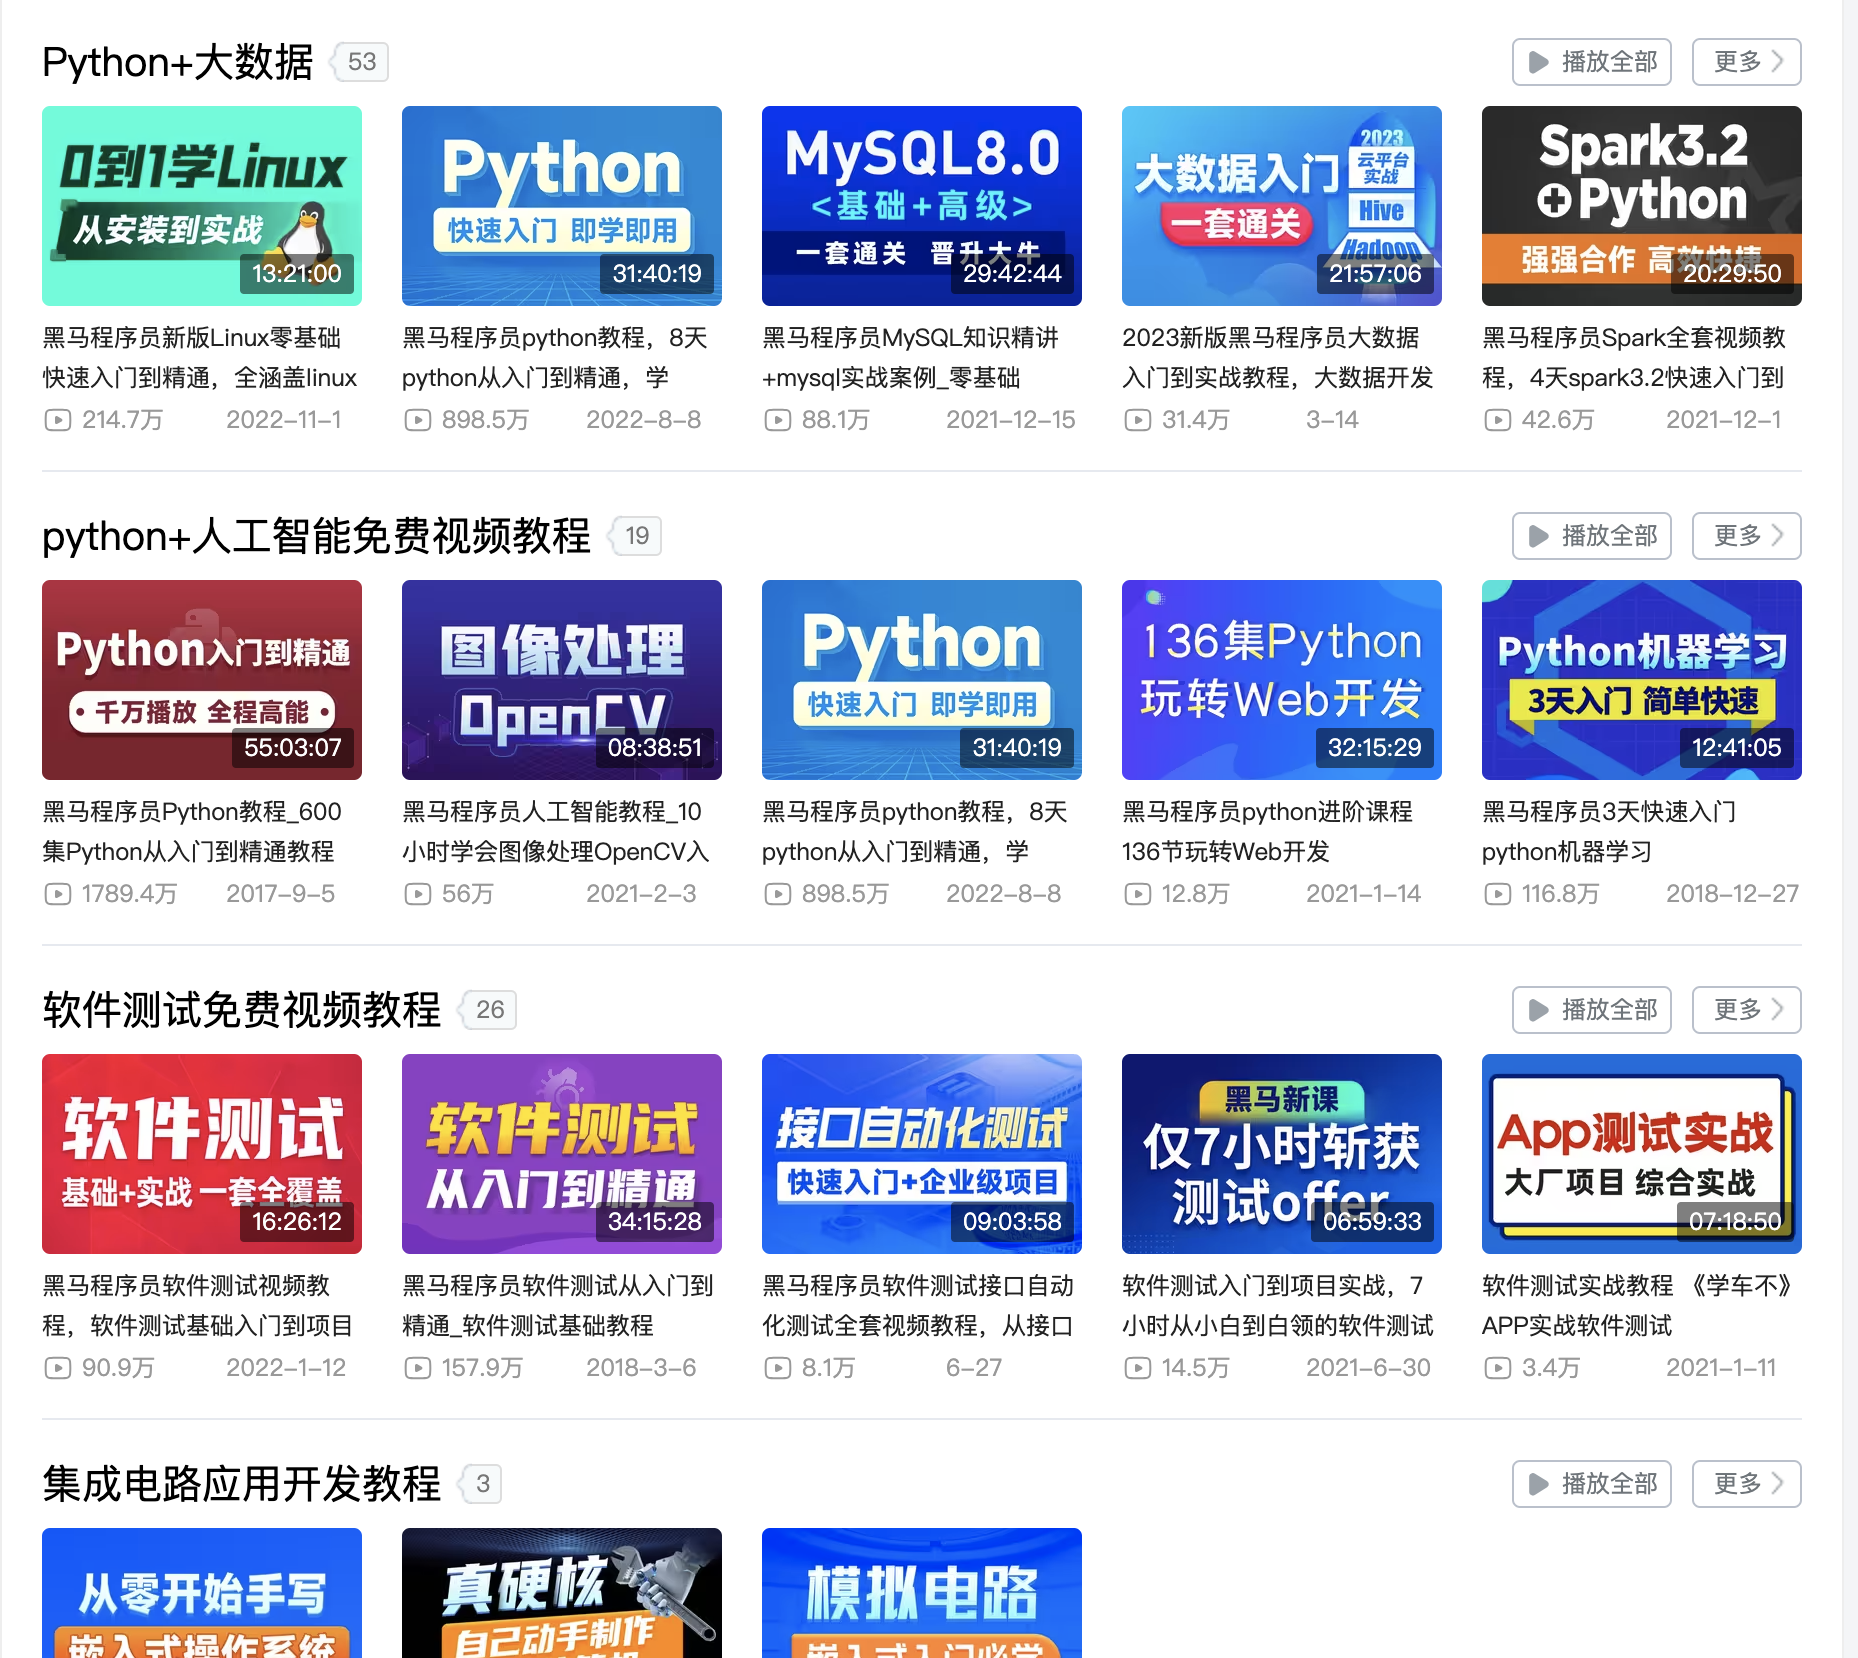 Python+大数据
53
播放全部
更多
0到1学Linux
从安装到实战
13:21:00
Python
快速入门 即学即用
31:40:19
MySQL8.0
<基础+高级>
一套通关 晋升大牛
29:42:44
大数据入门
一套通关
2023
云平台
实战
Hive
Hadoop
21:57:06
Spark3.2
+Python
强强合作 高效快捷
20:29:50
黑马程序员新版Linux零基础
快速入门到精通，全涵盖linux
214.7万
2022-11-1
黑马程序员python教程，8天
python从入门到精通，学
898.5万
2022-8-8
黑马程序员MySQL知识精讲
+mysql实战案例_零基础
88.1万
2021-12-15
2023新版黑马程序员大数据
入门到实战教程，大数据开发
31.4万
3-14
黑马程序员Spark全套视频教
程，4天spark3.2快速入门到
42.6万
2021-12-1
python+人工智能免费视频教程
19
播放全部
更多
Python入门到精通
·千万播放 全程高能·
55:03:07
图像处理
OpenCV
08:38:51
Python
快速入门 即学即用
31:40:19
136集Python
玩转Web开发
32:15:29
Python机器学习
3天入门 简单快速
12:41:05
黑马程序员Python教程_600
集Python从入门到精通教程
1789.4万
2017-9-5
黑马程序员人工智能教程_10
小时学会图像处理OpenCV入
56万
2021-2-3
黑马程序员python教程，8天
python从入门到精通，学
898.5万
2022-8-8
黑马程序员python进阶课程
136节玩转Web开发
12.8万
2021-1-14
黑马程序员3天快速入门
python机器学习
116.8万
2018-12-27
软件测试免费视频教程
26
播放全部
更多
软件测试
基础+实战 一套全覆盖
16:26:12
软件测试
从入门到精通
34:15:28
接口自动化测试
快速入门+企业级项目
09:03:58
黑马新课
仅7小时斩获
测试offer
06:59:33
App测试实战
大厂项目 综合实战
07:18:50
黑马程序员软件测试视频教
程，软件测试基础入门到项目
90.9万
2022-1-12
黑马程序员软件测试从入门到
精通_软件测试基础教程
157.9万
2018-3-6
黑马程序员软件测试接口自动
化测试全套视频教程，从接口
8.1万
6-27
软件测试入门到项目实战，7
小时从小白到白领的软件测试
14.5万
2021-6-30
软件测试实战教程 《学车不》
APP实战软件测试
3.4万
2021-1-11
集成电路应用开发教程
3
播放全部
更多
从零开始手写
嵌入式操作系统
真硬核
自己动手制作
模拟电路
嵌入式入门必学